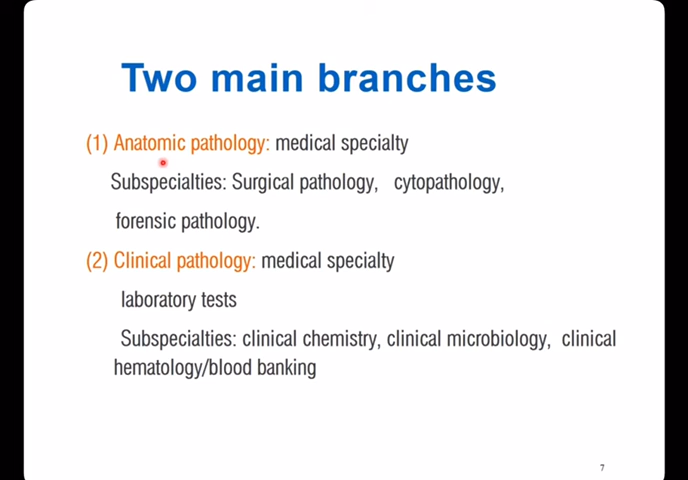 Two main branches
(1) Anatomic pathology: medical specialty
Subspecialties: Surgical pathology, cytopathology,
forensic pathology.
(2) Clinical pathology: medical specialty
laboratory tests
Subspecialties: clinical chemistry, clinical microbiology, clinical
hematology/blood banking
7